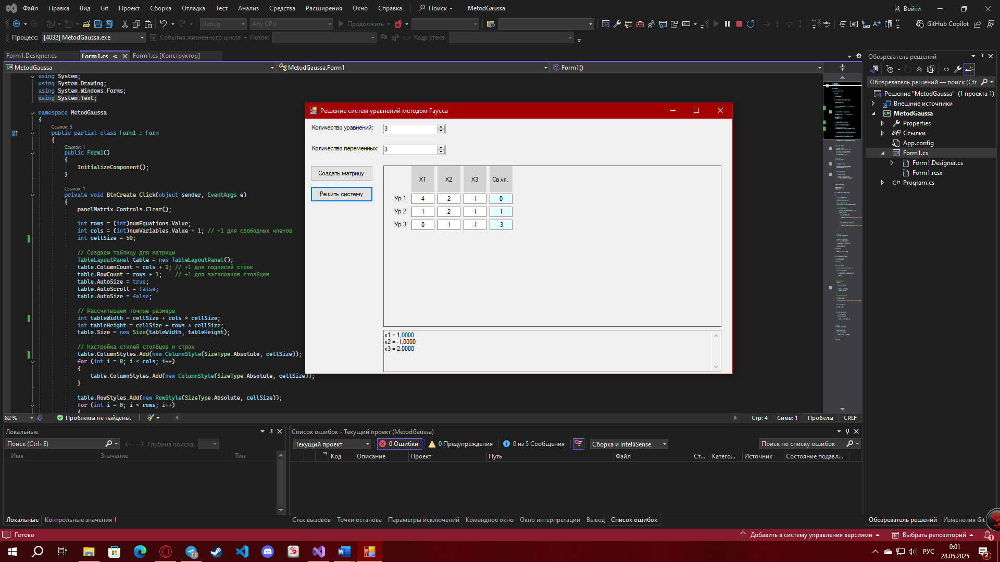 Файл Правка Вид Git Проект Сборка Отладка Тест Анализ Средства Расширения Окно Справка Поиск MetodGaussa Войти
Debug Any CPU Продолжить GitHub Copilot
Процесс: [4032] MetodGaussa.exe События жизненного цикла Поток: Кадр стека:
Form1.Designer.cs Form1.cs Form1.cs [Конструктор]
MetodGaussa MetodGaussa.Form1 Form1()
using System;
using System.Drawing;
using System.Windows.Forms;
using System.Text;
namespace MetodGaussa
{
Ссылок: 3
public partial class Form1 : Form
{
Ссылок: 1
public Form1()
{
InitializeComponent();
}
Ссылок: 1
private void BtnCreate_Click(object sender, EventArgs e)
{
panelMatrix.Controls.Clear();
int rows = (int)numEquations.Value;
int cols = (int)numVariables.Value + 1; // +1 для свободных членов
int cellSize = 50;
// Создаем таблицу для матрицы
TableLayoutPanel table = new TableLayoutPanel();
table.ColumnCount = cols + 1; // +1 для подписей строк
table.RowCount = rows + 1; // +1 для заголовков столбцов
table.AutoSize = true;
table.AutoScroll = false;
table.AutoSize = false;
// Рассчитываем точные размеры
int tableWidth = cellSize + cols * cellSize;
int tableHeight = cellSize + rows * cellSize;
table.Size = new Size(tableWidth, tableHeight);
// Настройка стилей столбцов и строк
table.ColumnStyles.Add(new ColumnStyle(SizeType.Absolute, cellSize));
for (int i = 0; i < cols; i++)
{
table.ColumnStyles.Add(new ColumnStyle(SizeType.Absolute, cellSize));
}
table.RowStyles.Add(new RowStyle(SizeType.Absolute, cellSize));
for (int i = 0; i < rows; i++)
{
Решение систем уравнений методом Гаусса
Количество уравнений: 3
Количество переменных: 3
Создать матрицу
Решить систему
X1 X2 X3 Св.чл.
Ур.1 4 2 -1 0
Ур.2 1 2 1 1
Ур.3 0 1 -1 -3
x1 = 1,0000
x2 = -1,0000
x3 = 2,0000
Обозреватель решений
Обозреватель решений — поиск (Ctr
Решение "MetodGaussa" (1 проекта 1)
Внешние источники
MetodGaussa
Properties
Ссылки
App.config
Form1.cs
Form1.Designer.cs
Form1.resx
Program.cs
82 % Проблемы не найдены. Стр: 4 Симв: 1 Пробелы CRLF
Локальные
Поиск (Ctrl+E) Глубина поиска:
Имя Значение Тип
Локальные Контрольные значения 1
Список ошибок - Текущий проект (MetodGaussa)
Текущий проект 0 Ошибки 0 Предупреждения 0 из 5 Сообщения Сборка и IntelliSense Поиск по списку ошибок
Код Описание Проект Путь Файл Ст... Катего... Источник Состояние подавл...
Стек вызовов Точки останова Параметры исключений Командное окно Окно интерпретации Вывод Список ошибок
Обозреватель решений Изменения Git
Готово Добавить в систему управления версиями Выбрать репозиторий 1
11 РУС 0:01
28.05.2025 2